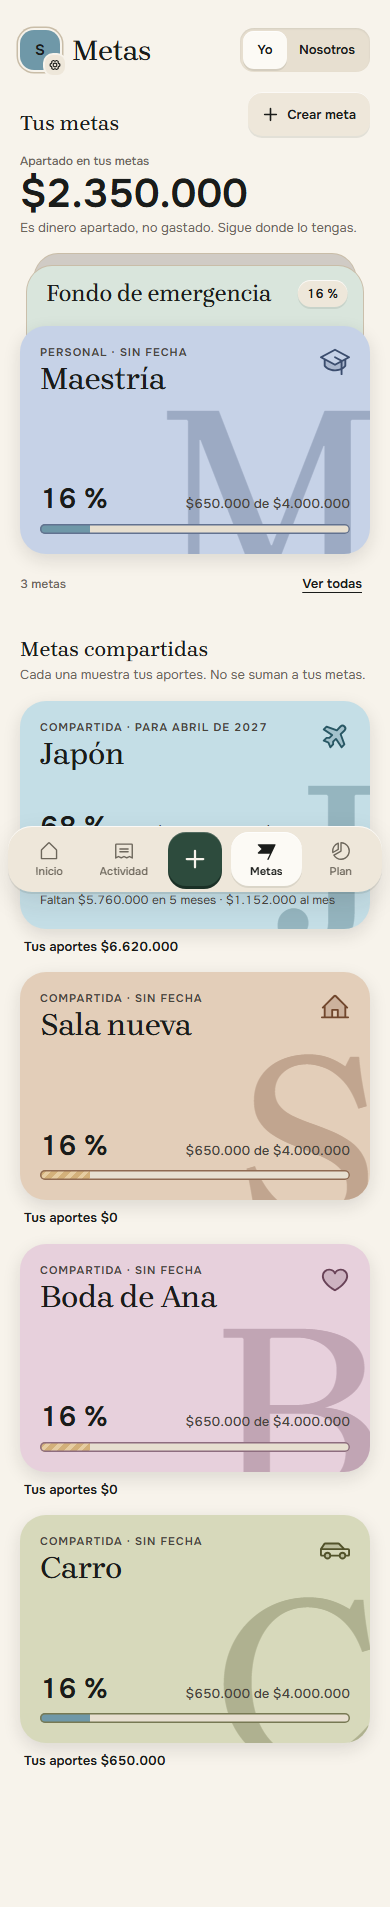 S
Metas
Yo
Nosotros
Tus metas
Crear meta
Apartado en tus metas
$2.350.000
Es dinero apartado, no gastado. Sigue donde lo tengas.
Fondo de emergencia
16 %
PERSONAL · SIN FECHA
Maestría
M
16 %
$650.000 de $4.000.000
3 metas
Ver todas
Metas compartidas
Cada una muestra tus aportes. No se suman a tus metas.
COMPARTIDA · PARA ABRIL DE 2027
Japón
J
68 %
Inicio
Actividad
Metas
Plan
Faltan $5.760.000 en 5 meses · $1.152.000 al mes
Tus aportes $6.620.000
COMPARTIDA · SIN FECHA
Sala nueva
S
16 %
$650.000 de $4.000.000
Tus aportes $0
COMPARTIDA · SIN FECHA
Boda de Ana
B
16 %
$650.000 de $4.000.000
Tus aportes $0
COMPARTIDA · SIN FECHA
Carro
C
16 %
$650.000 de $4.000.000
Tus aportes $650.000